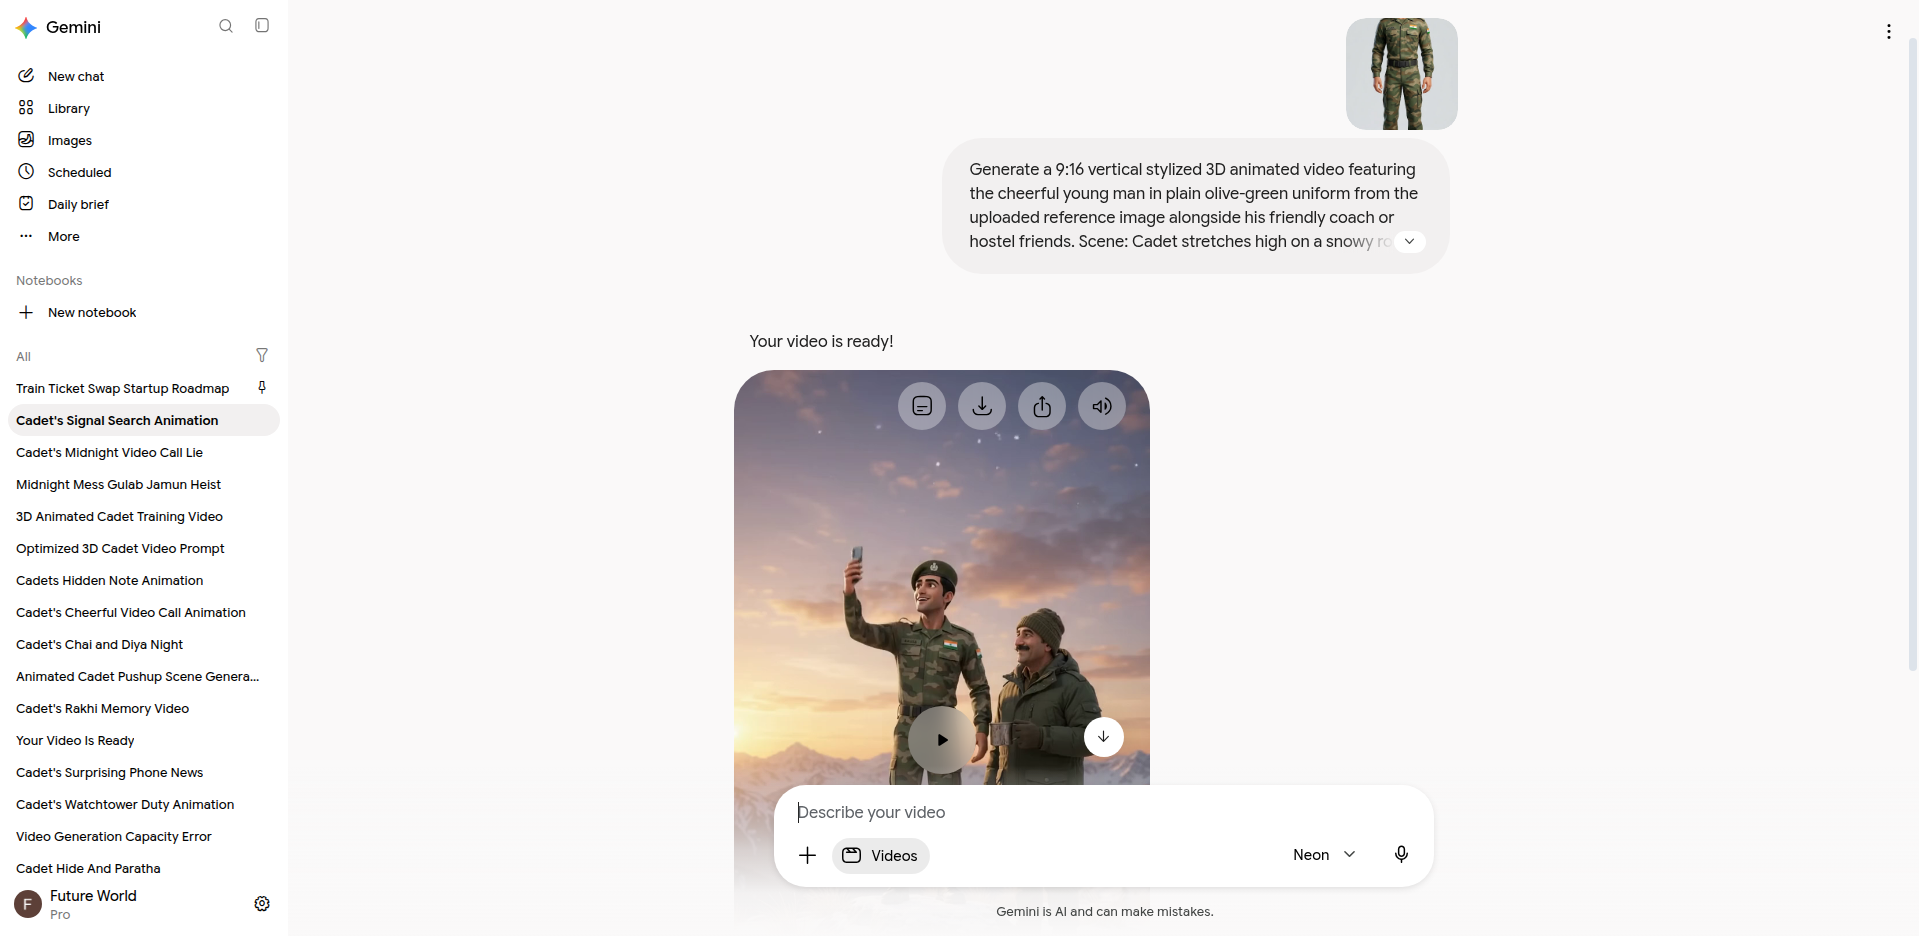 Gemini
New chat
Library
Images
Scheduled
Daily brief
More
Notebooks
New notebook
All
Train Ticket Swap Startup Roadmap
Cadet's Signal Search Animation
Cadet's Midnight Video Call Lie
Midnight Mess Gulab Jamun Heist
3D Animated Cadet Training Video
Optimized 3D Cadet Video Prompt
Cadets Hidden Note Animation
Cadet's Cheerful Video Call Animation
Cadet's Chai and Diya Night
Animated Cadet Pushup Scene Genera...
Cadet's Rakhi Memory Video
Your Video Is Ready
Cadet's Surprising Phone News
Cadet's Watchtower Duty Animation
Video Generation Capacity Error
Cadet Hide And Paratha
F
Future World
Pro
Generate a 9:16 vertical stylized 3D animated video featuring
the cheerful young man in plain olive-green uniform from the
uploaded reference image alongside his friendly coach or
hostel friends. Scene: Cadet stretches high on a snowy
Your video is ready!
Describe your video
Videos
Neon
Gemini is AI and can make mistakes.